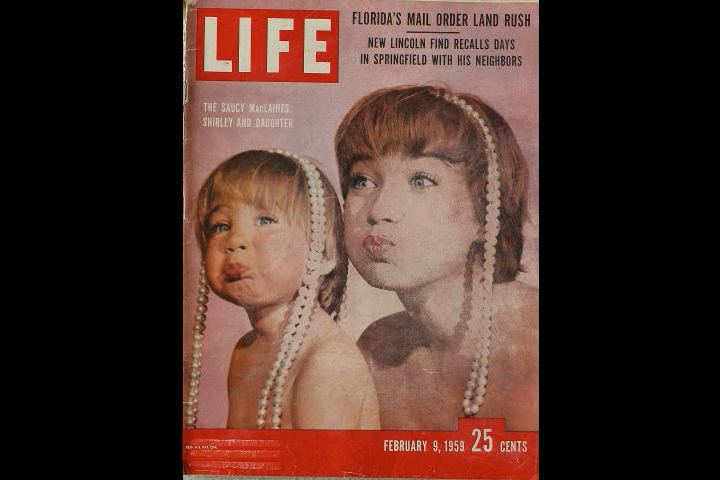 LIFE
FLORIDA'S MAIL ORDER LAND RUSH
NEW LINCOLN FIND RECALLS DAYS
IN SPRINGFIELD WITH HIS NEIGHBORS
THE SAUCY MacLAINES:
SHIRLEY AND DAUGHTER
FEBRUARY 9, 1959 25 CENTS